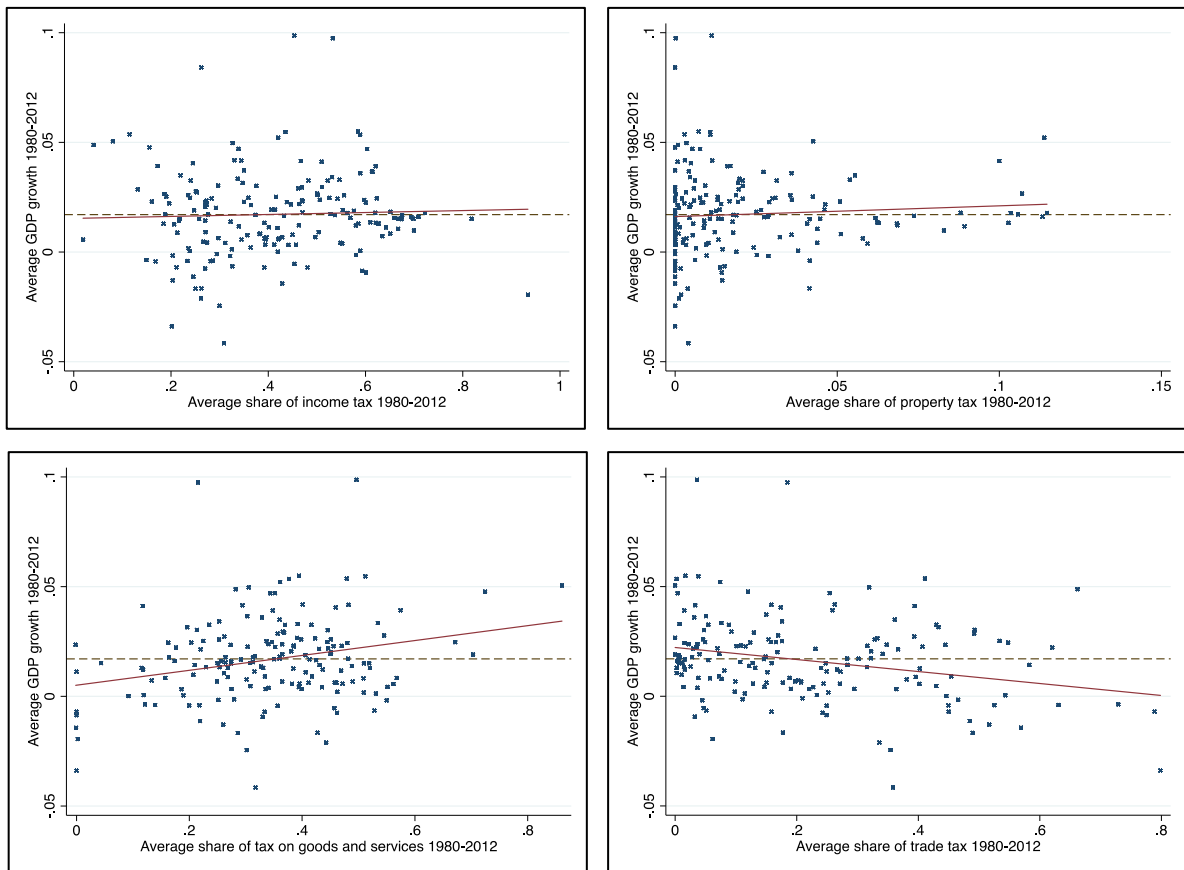 .1
.05
0
-.05
Average GDP growth 1980-2012
0 .2 .4 .6 .8 1
Average share of income tax 1980-2012
.1
.05
0
-.05
Average GDP growth 1980-2012
0 .05 .1 .15
Average share of property tax 1980-2012
.1
.05
0
-.05
Average GDP growth 1980-2012
0 .2 .4 .6 .8
Average share of tax on goods and services 1980-2012
.1
.05
0
-.05
Average GDP growth 1980-2012
0 .2 .4 .6 .8
Average share of trade tax 1980-2012